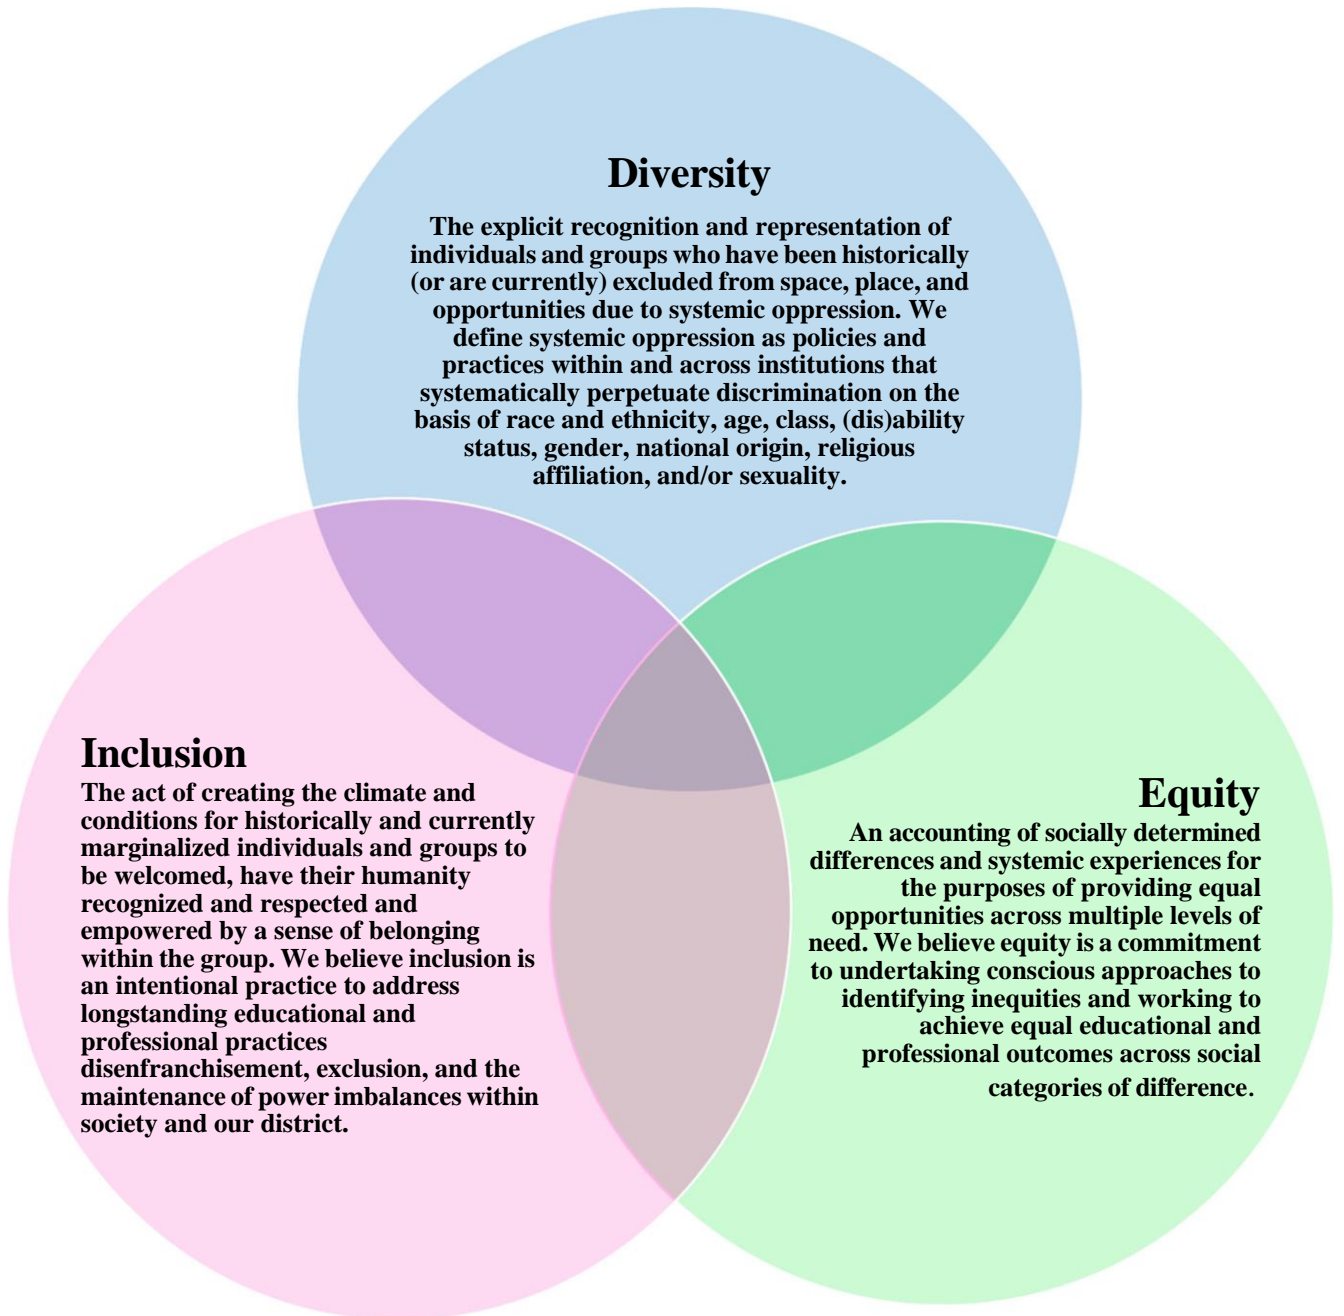 Diversity
The explicit recognition and representation of
individuals and groups who have been historically
(or are currently) excluded from space, place, and
opportunities due to systemic oppression. We
define systemic oppression as policies and
practices within and across institutions that
systematically perpetuate discrimination on the
basis of race and ethnicity, age, class, (dis)ability
status, gender, national origin, religious
affiliation, and/or sexuality.
Inclusion
The act of creating the climate and
conditions for historically and currently
marginalized individuals and groups to
be welcomed, have their humanity
recognized and respected and
empowered by a sense of belonging
within the group. We believe inclusion is
an intentional practice to address
longstanding educational and
professional practices
disenfranchisement, exclusion, and the
maintenance of power imbalances within
society and our district.
Equity
An accounting of socially determined
differences and systemic experiences for
the purposes of providing equal
opportunities across multiple levels of
need. We believe equity is a commitment
to undertaking conscious approaches to
identifying inequities and working to
achieve equal educational and
professional outcomes across social
categories of difference.